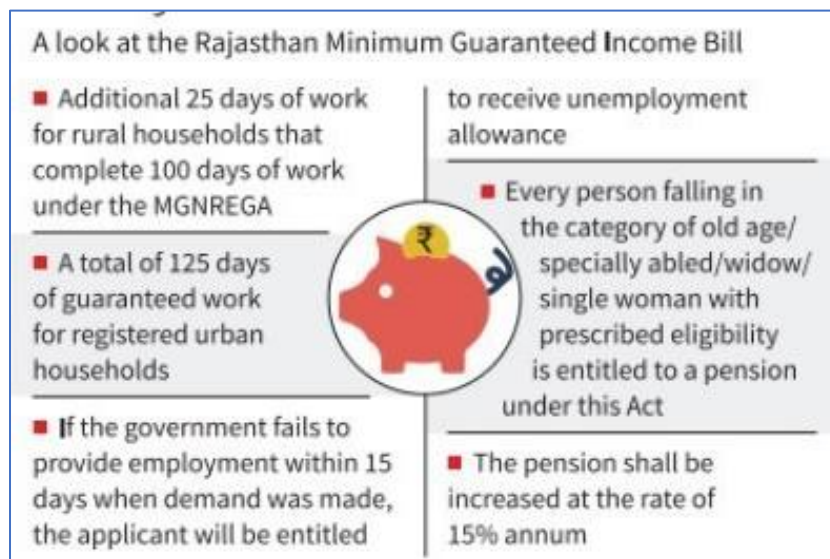 A look at the Rajasthan Minimum Guaranteed Income Bill
■ Additional 25 days of work
for rural households that
complete 100 days of work
under the MGNREGA
■ A total of 125 days
of guaranteed work
for registered urban
households
■ If the government fails to
provide employment within 15
days when demand was made,
the applicant will be entitled
to receive unemployment
allowance
■ Every person falling in
the category of old age/
specially abled/widow/
single woman with
prescribed eligibility
is entitled to a pension
under this Act
■ The pension shall be
increased at the rate of
15% annum
₹